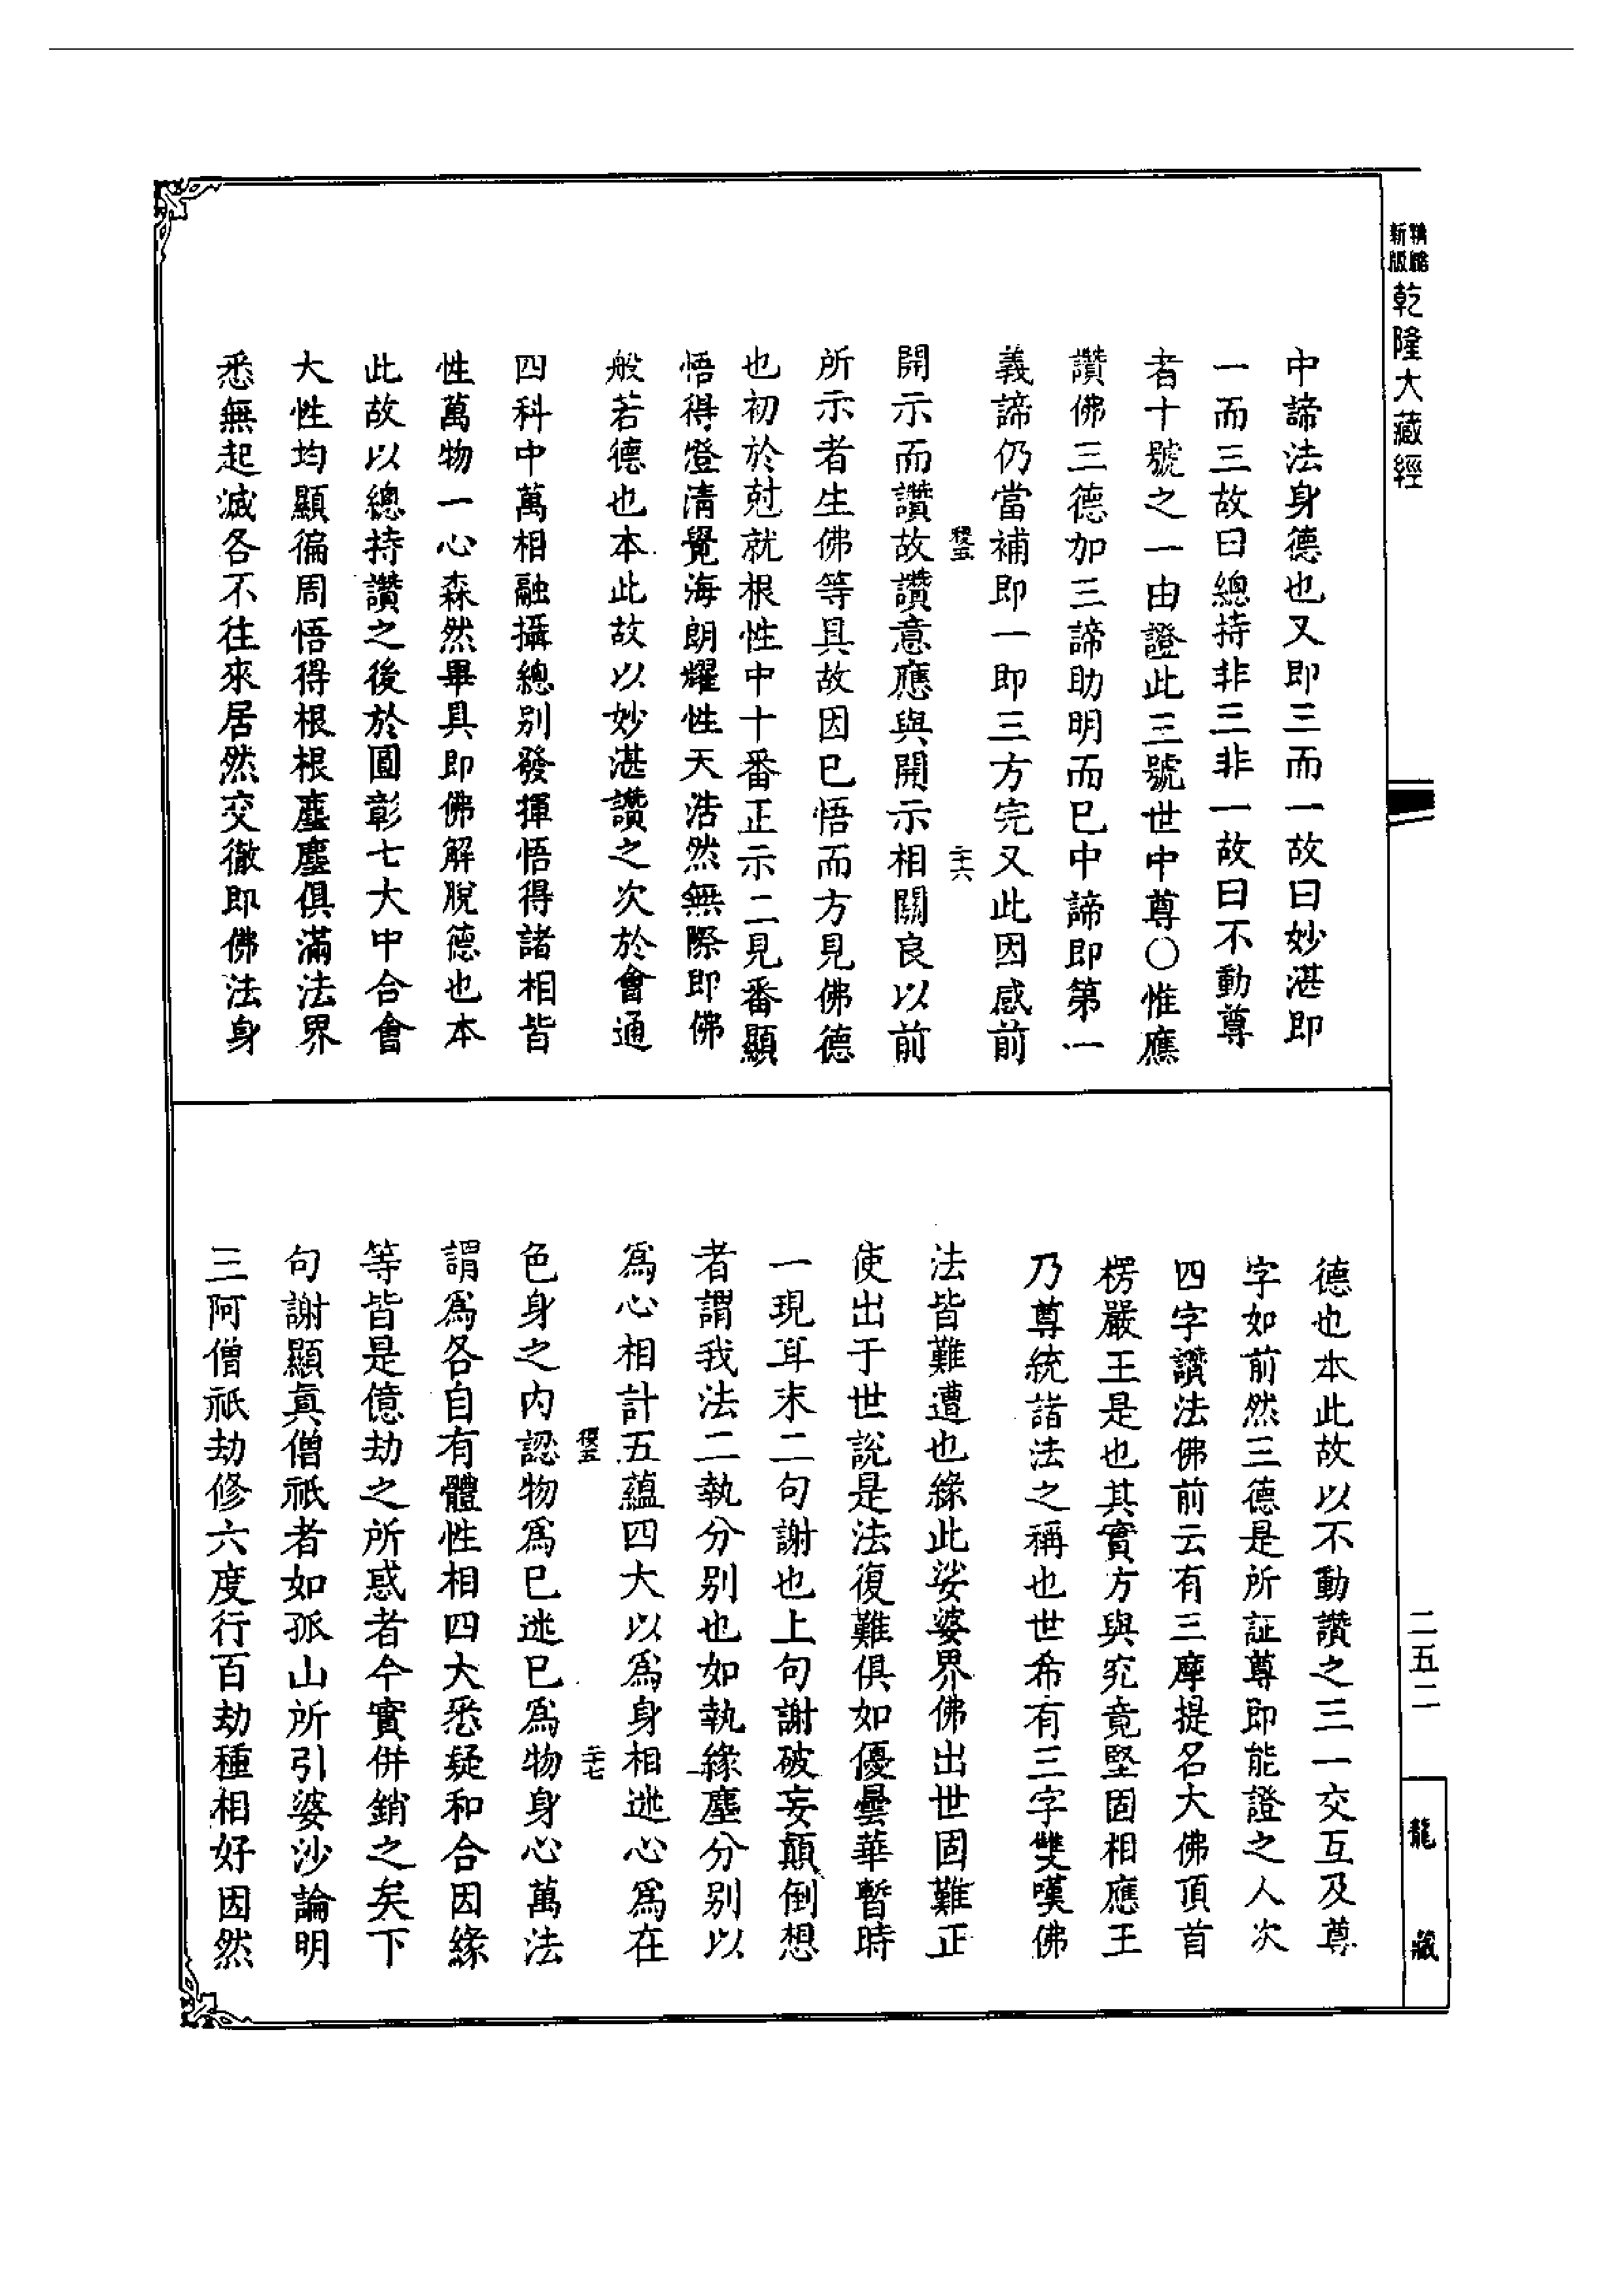 新版
精縮
乾隆大藏經
中諦法身德也又即三而一故曰妙湛即
一而三故曰總持非三非一故曰不動尊
者十號之一由證此三號世中尊〇惟應
讚佛三德加三諦助明而已中諦即第一
義諦仍當補即一即三方完又此因感前
稷五
二十六
開示而讚故讚意應與開示相關良以前
所示者生佛等具故因已悟而方見佛德
也初於尅就根性中十番正示二見番顯
悟得澄清覺海朗耀性天浩然無際即佛
般若德也本此故以妙湛讚之次於會通
四科中萬相融攝總別發揮悟得諸相皆
性萬物一心森然畢具即佛解脫德也本
此故以總持讚之後於圓彰七大中合會
大性均顯徧周悟得根根塵塵俱滿法界
悉無起滅各不往來居然交徹即佛法身
德也本此故以不動讚之三一交互及尊
字如前然三德是所証尊即能證之人次
四字讚法佛前云有三摩提名大佛頂首
楞嚴王是也其實方與究竟堅固相應王
乃尊統諸法之稱也世希有三字雙嘆佛
法皆難遭也緣此娑婆界佛出世固難正
使出于世說是法復難俱如優曇華暫時
一現耳末二句謝也上句謝破妄顛倒想
者謂我法二執分別也如執緣塵分別以
為心相計五蘊四大以為身相迷心為在
稷五
二十七
色身之內認物為已迷已為物身心萬法
謂為各自有體性相四大悉疑和合因緣
等皆是億劫之所惑者今實併銷之矣下
句謝顯真僧祇者如孤山所引婆沙論明
三阿僧祇劫修六度行百劫種相好因然
二五二
龍藏